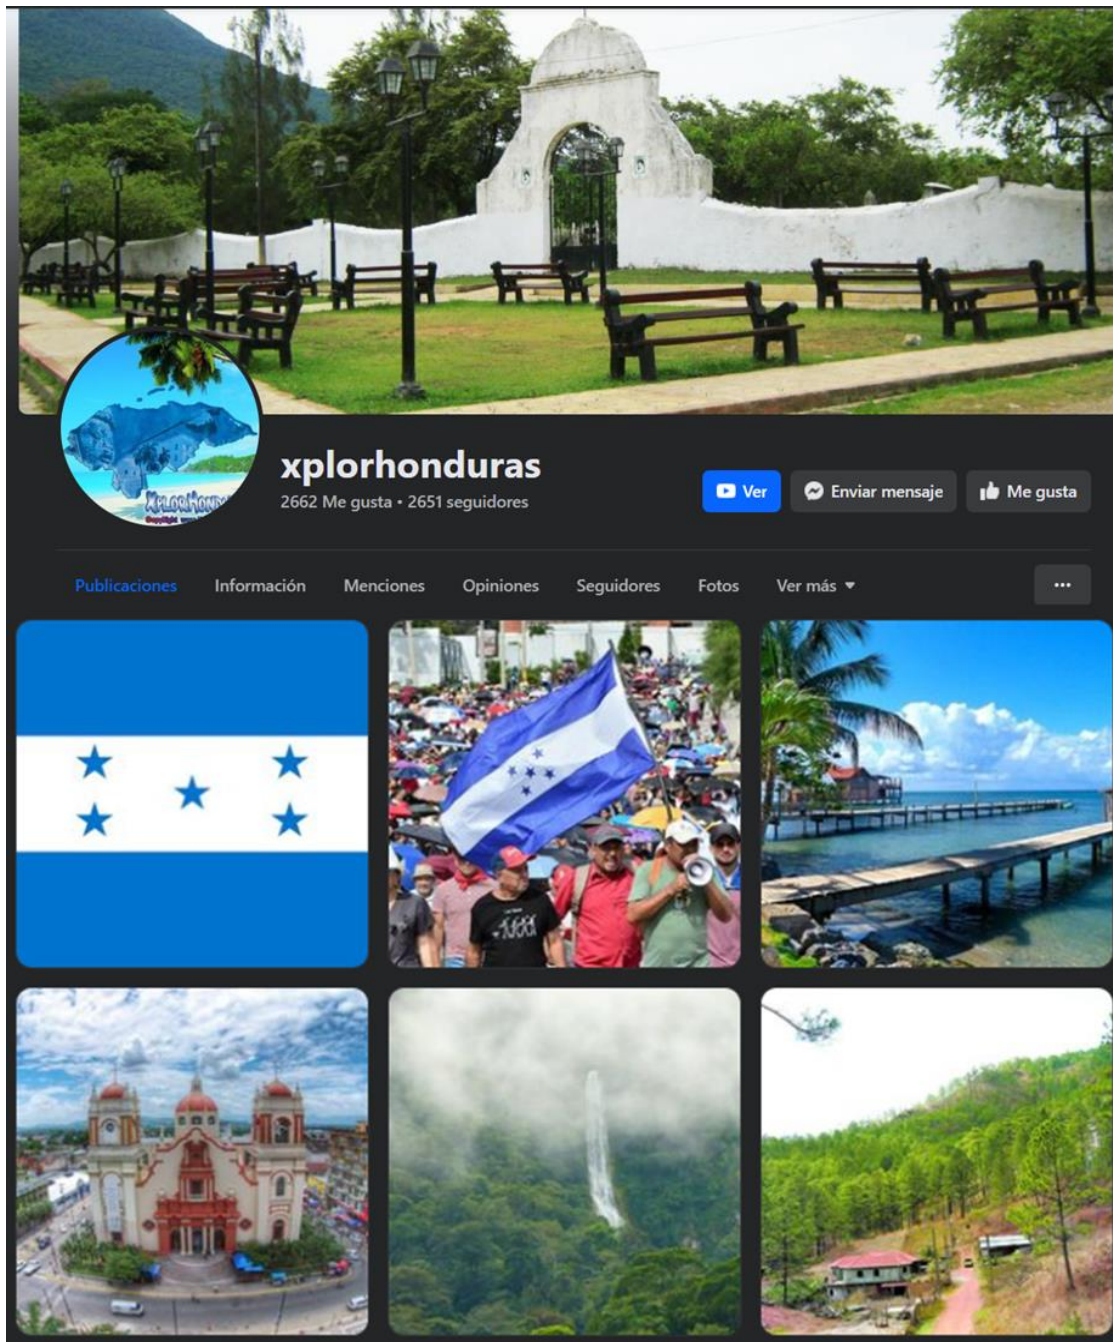 xplorhonduras
2662 Me gusta • 2651 seguidores
Ver
Enviar mensaje
Me gusta
Publicaciones
Información
Menciones
Opiniones
Seguidores
Fotos
Ver más